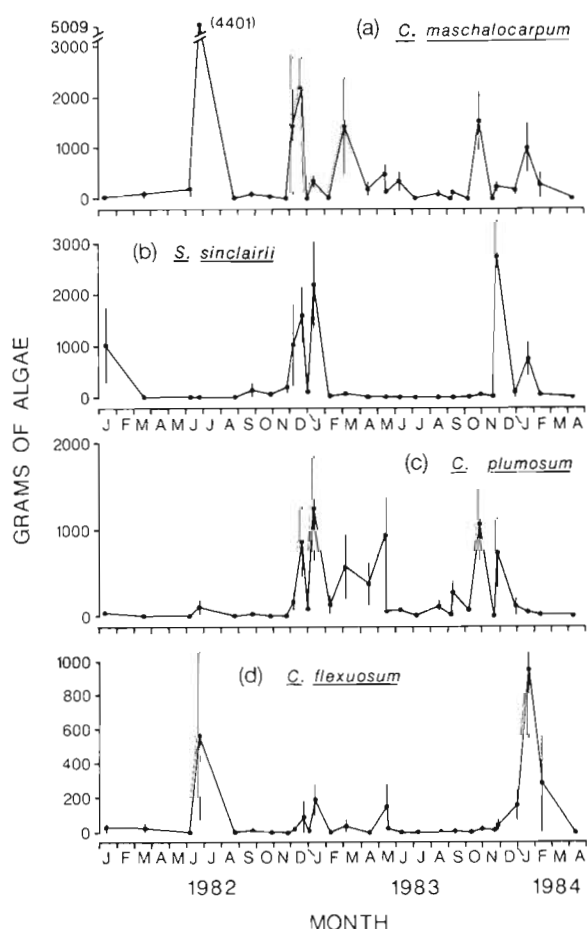 5009
(4401)
(a) C. maschalocarpum
3000
2000
1000
0
J F M A M J J A S O N D J F M A M J J A S O N D J F M A
3000
(b) S. sinclairii
2000
1000
0
J F M A M J J A S O N D J F M A M J J A S O N D J F M A
2000
(c) C. plumosum
1000
0
J F M A M J J A S O N D J F M A M J J A S O N D J F M A
1000
(d) C. flexuosum
800
600
400
200
0
J F M A M J J A S O N D J F M A M J J A S O N D J F M A
1982 1983 1984
MONTH
GRAMS OF ALGAE